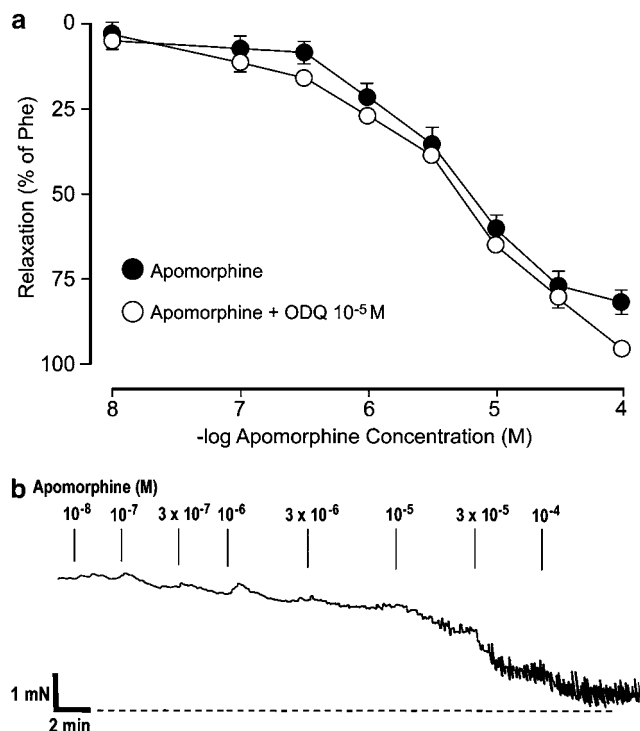 a
0
25
50
75
100
Relaxation (% of Phe)
Apomorphine
Apomorphine + ODQ 10⁻⁵ M
8 7 6 5 4
-log Apomorphine Concentration (M)
b
Apomorphine (M)
10⁻⁸ 10⁻⁷ 3 x 10⁻⁷ 10⁻⁶ 3 x 10⁻⁶ 10⁻⁵ 3 x 10⁻⁵ 10⁻⁴
1 mN
2 min